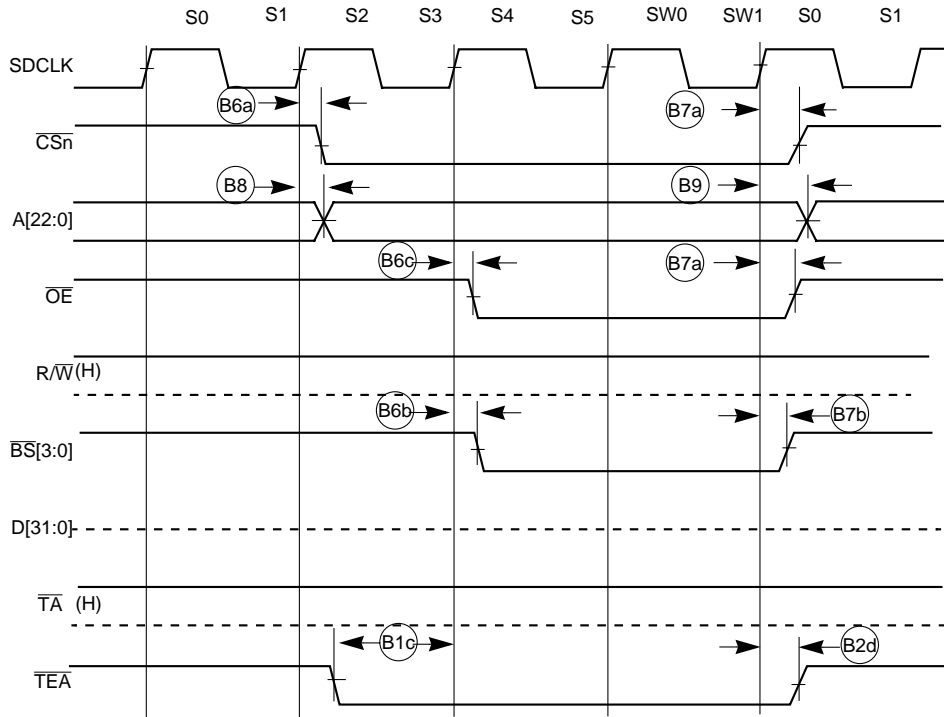 S0 S1 S2 S3 S4 S5 SW0 SW1 S0 S1
SDCLK
B6a B7a
CSn
B8 B9
A[22:0]
B6c B7a
OE
R/W (H)
B6b B7b
BS[3:0]
D[31:0]
TA (H)
B1c B2d
TEA